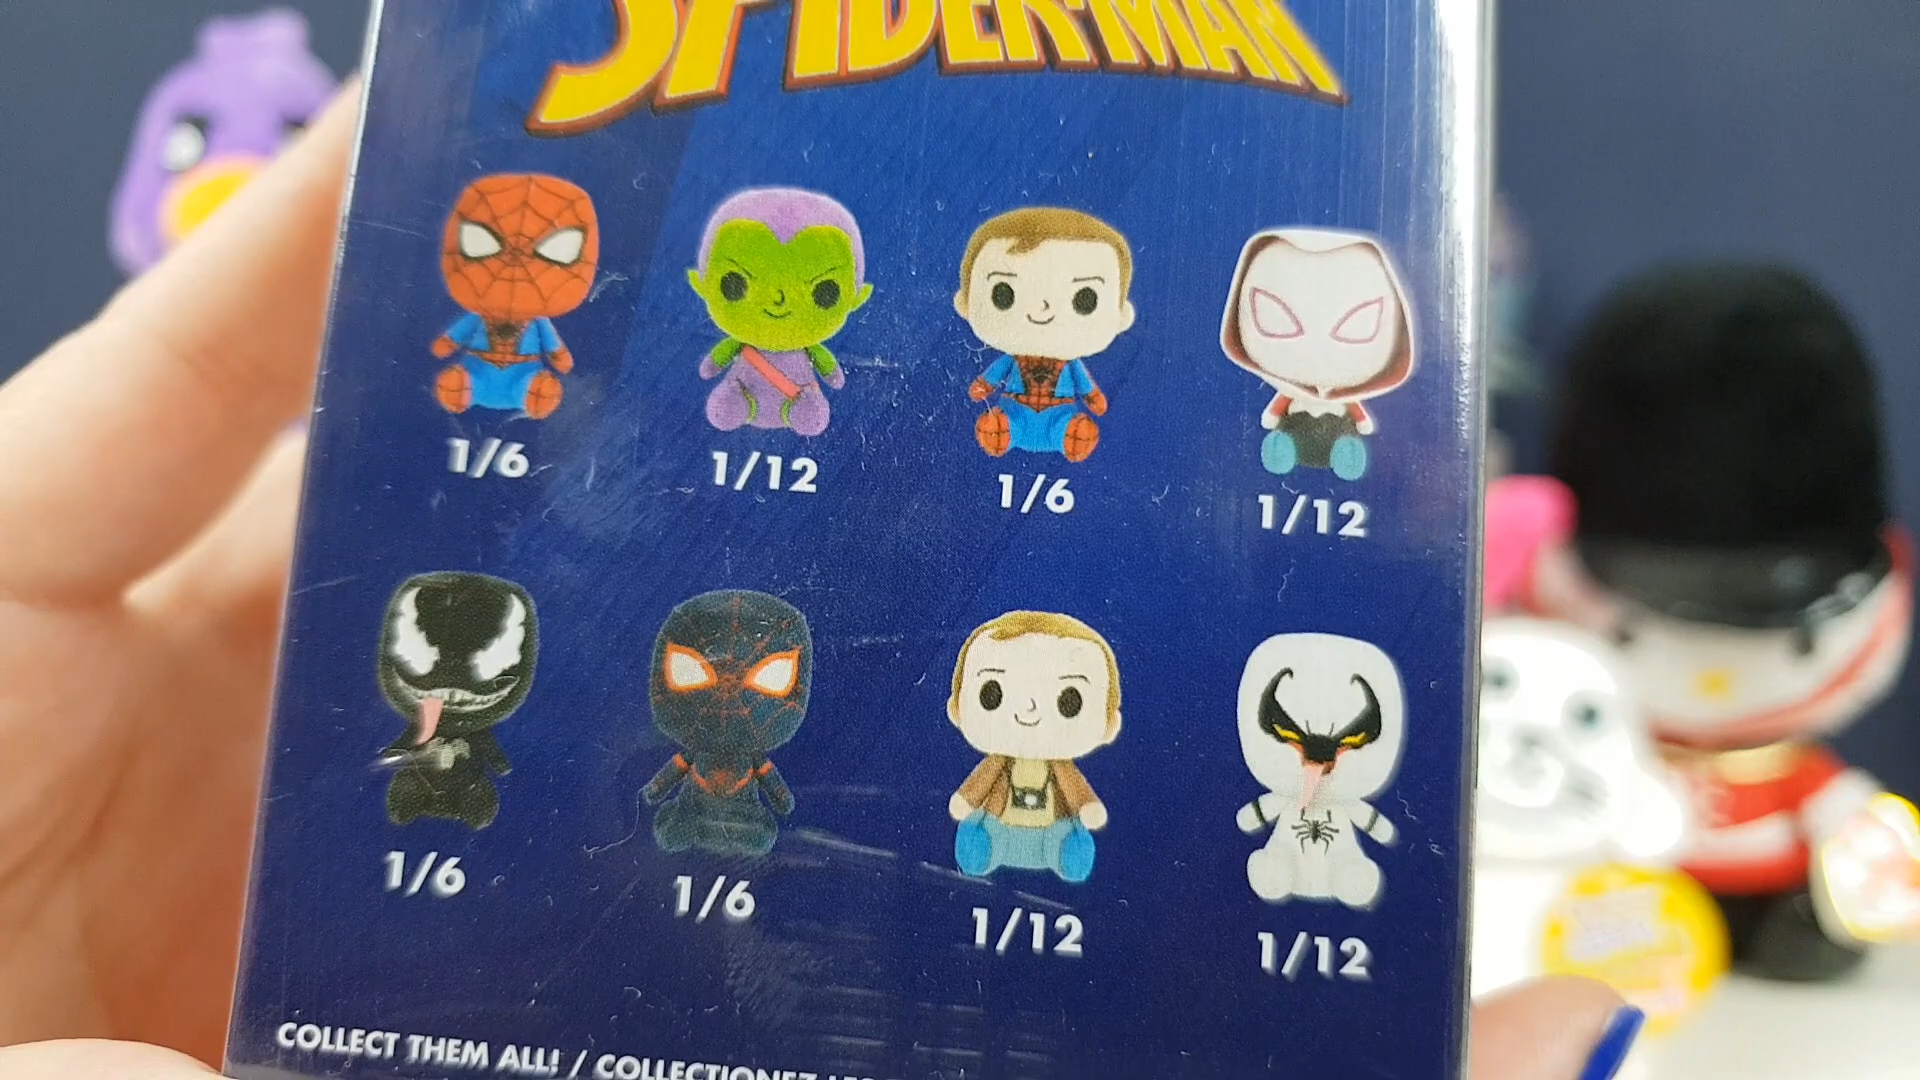 SPIDER-MAN
1/6 1/12 1/6 1/12
1/6 1/6 1/12 1/12
COLLECT THEM ALL! / COLLECTIONEZ